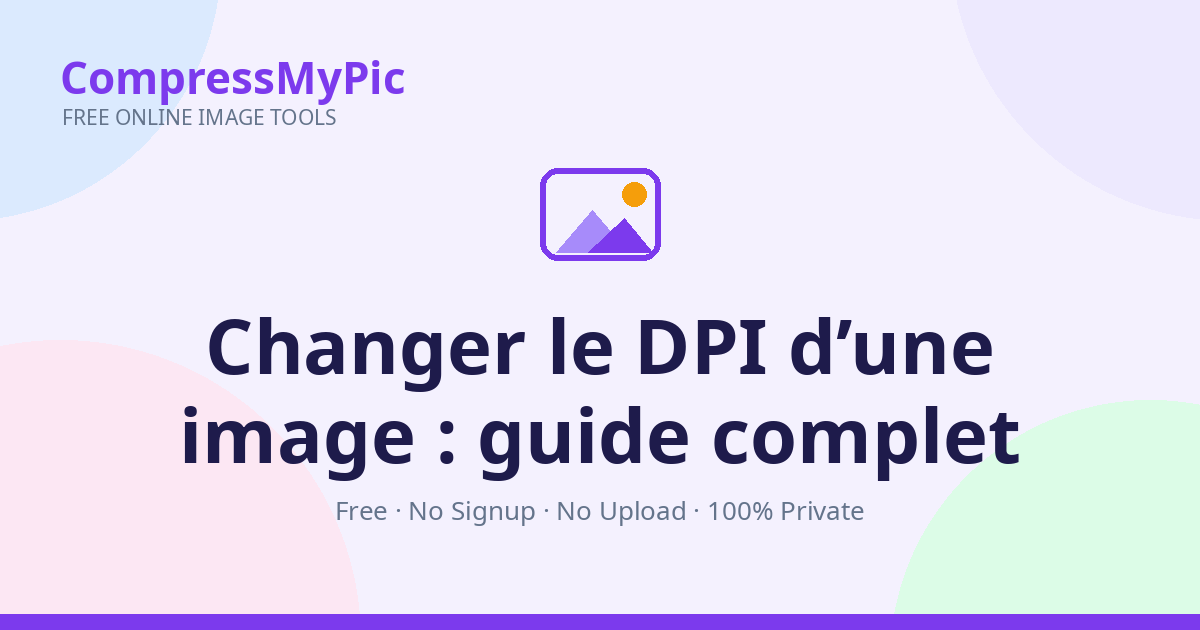 CompressMyPic
FREE ONLINE IMAGE TOOLS
Changer le DPI d’une
image : guide complet
Free · No Signup · No Upload · 100% Private